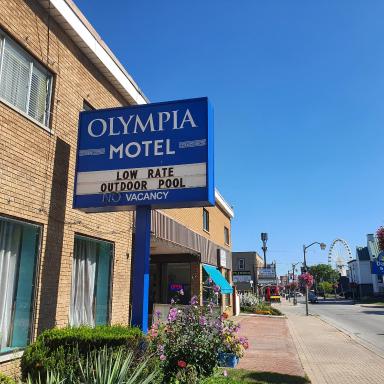 OLYMPIA
MOTEL
LOW RATE
OUTDOOR POOL
NO VACANCY